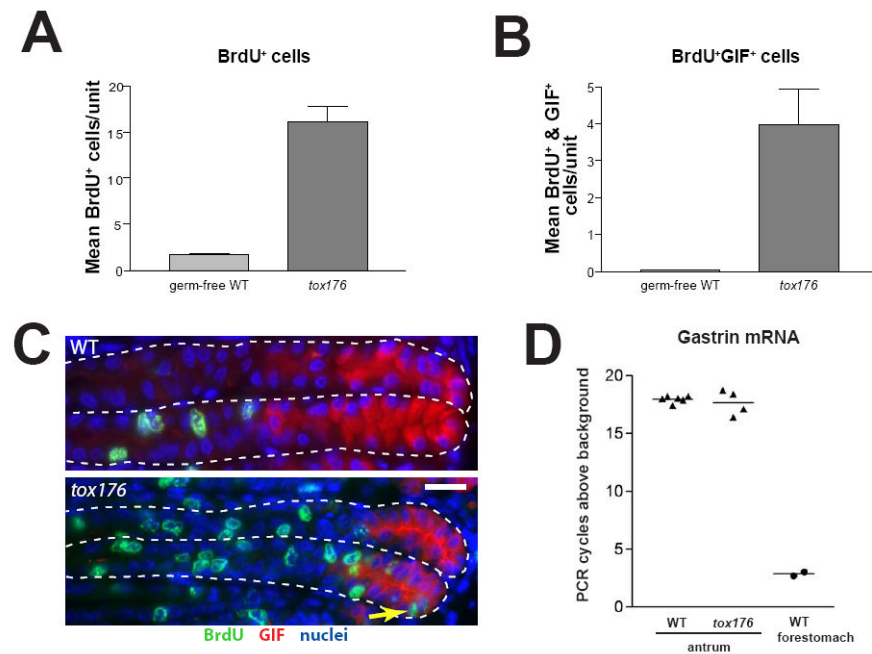 A
BrdU⁺ cells
Mean BrdU⁺ cells/unit
20
15
10
5
0
germ-free WT
tox176
B
BrdU⁺GIF⁺ cells
Mean BrdU⁺ & GIF⁺
cells/unit
5
4
3
2
1
0
germ-free WT
tox176
C
WT
tox176
BrdU GIF nuclei
D
Gastrin mRNA
PCR cycles above background
20
15
10
5
0
WT
tox176
WT
forestomach
antrum